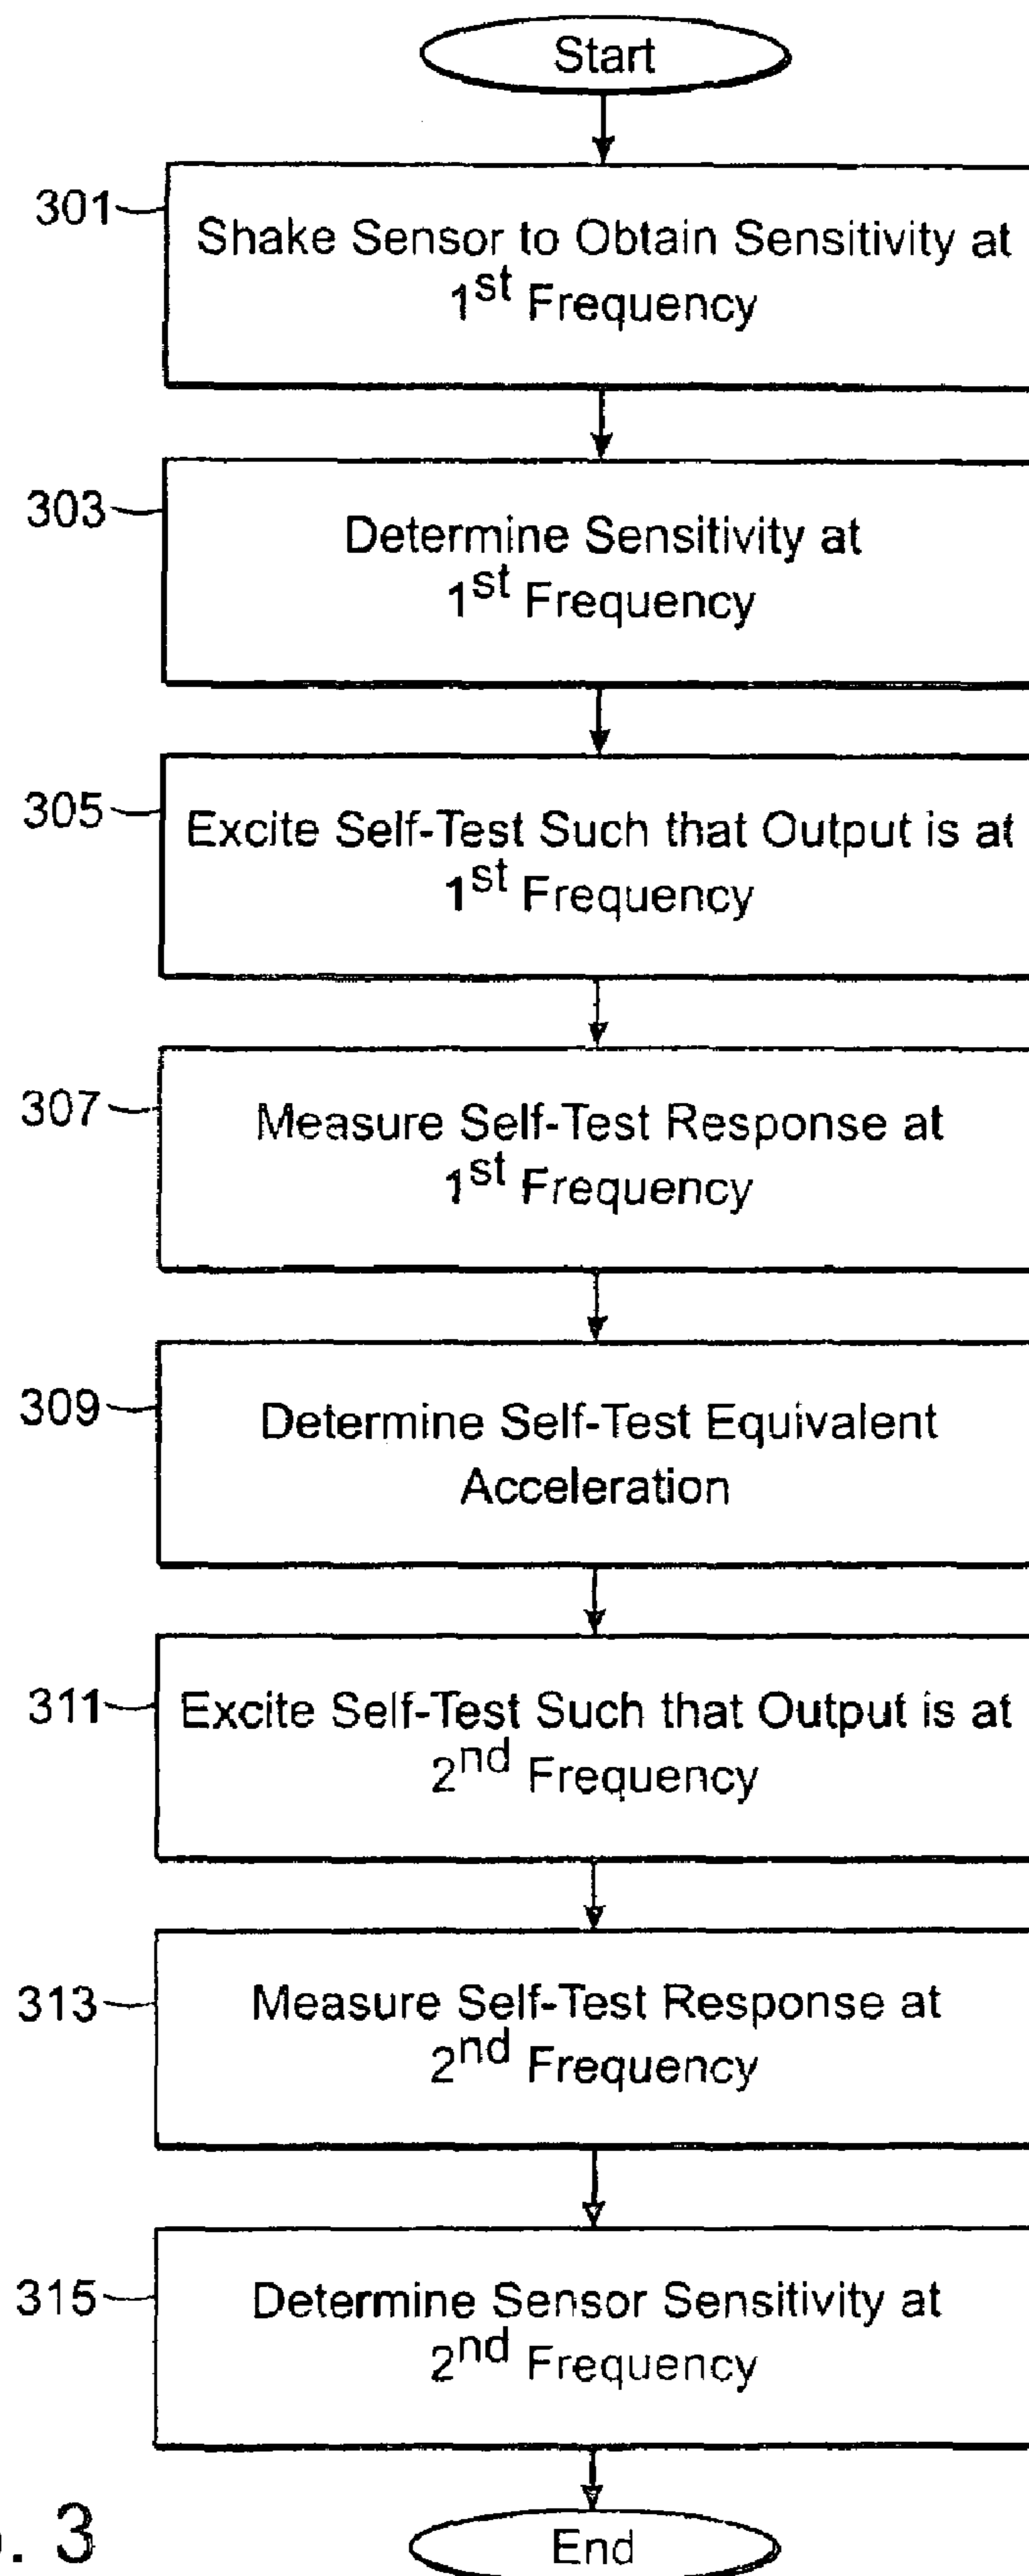 Start
301
Shake Sensor to Obtain Sensitivity at
1st Frequency
303
Determine Sensitivity at
1st Frequency
305
Excite Self-Test Such that Output is at
1st Frequency
307
Measure Self-Test Response at
1st Frequency
309
Determine Self-Test Equivalent
Acceleration
311
Excite Self-Test Such that Output is at
2nd Frequency
313
Measure Self-Test Response at
2nd Frequency
315
Determine Sensor Sensitivity at
2nd Frequency
. 3
End